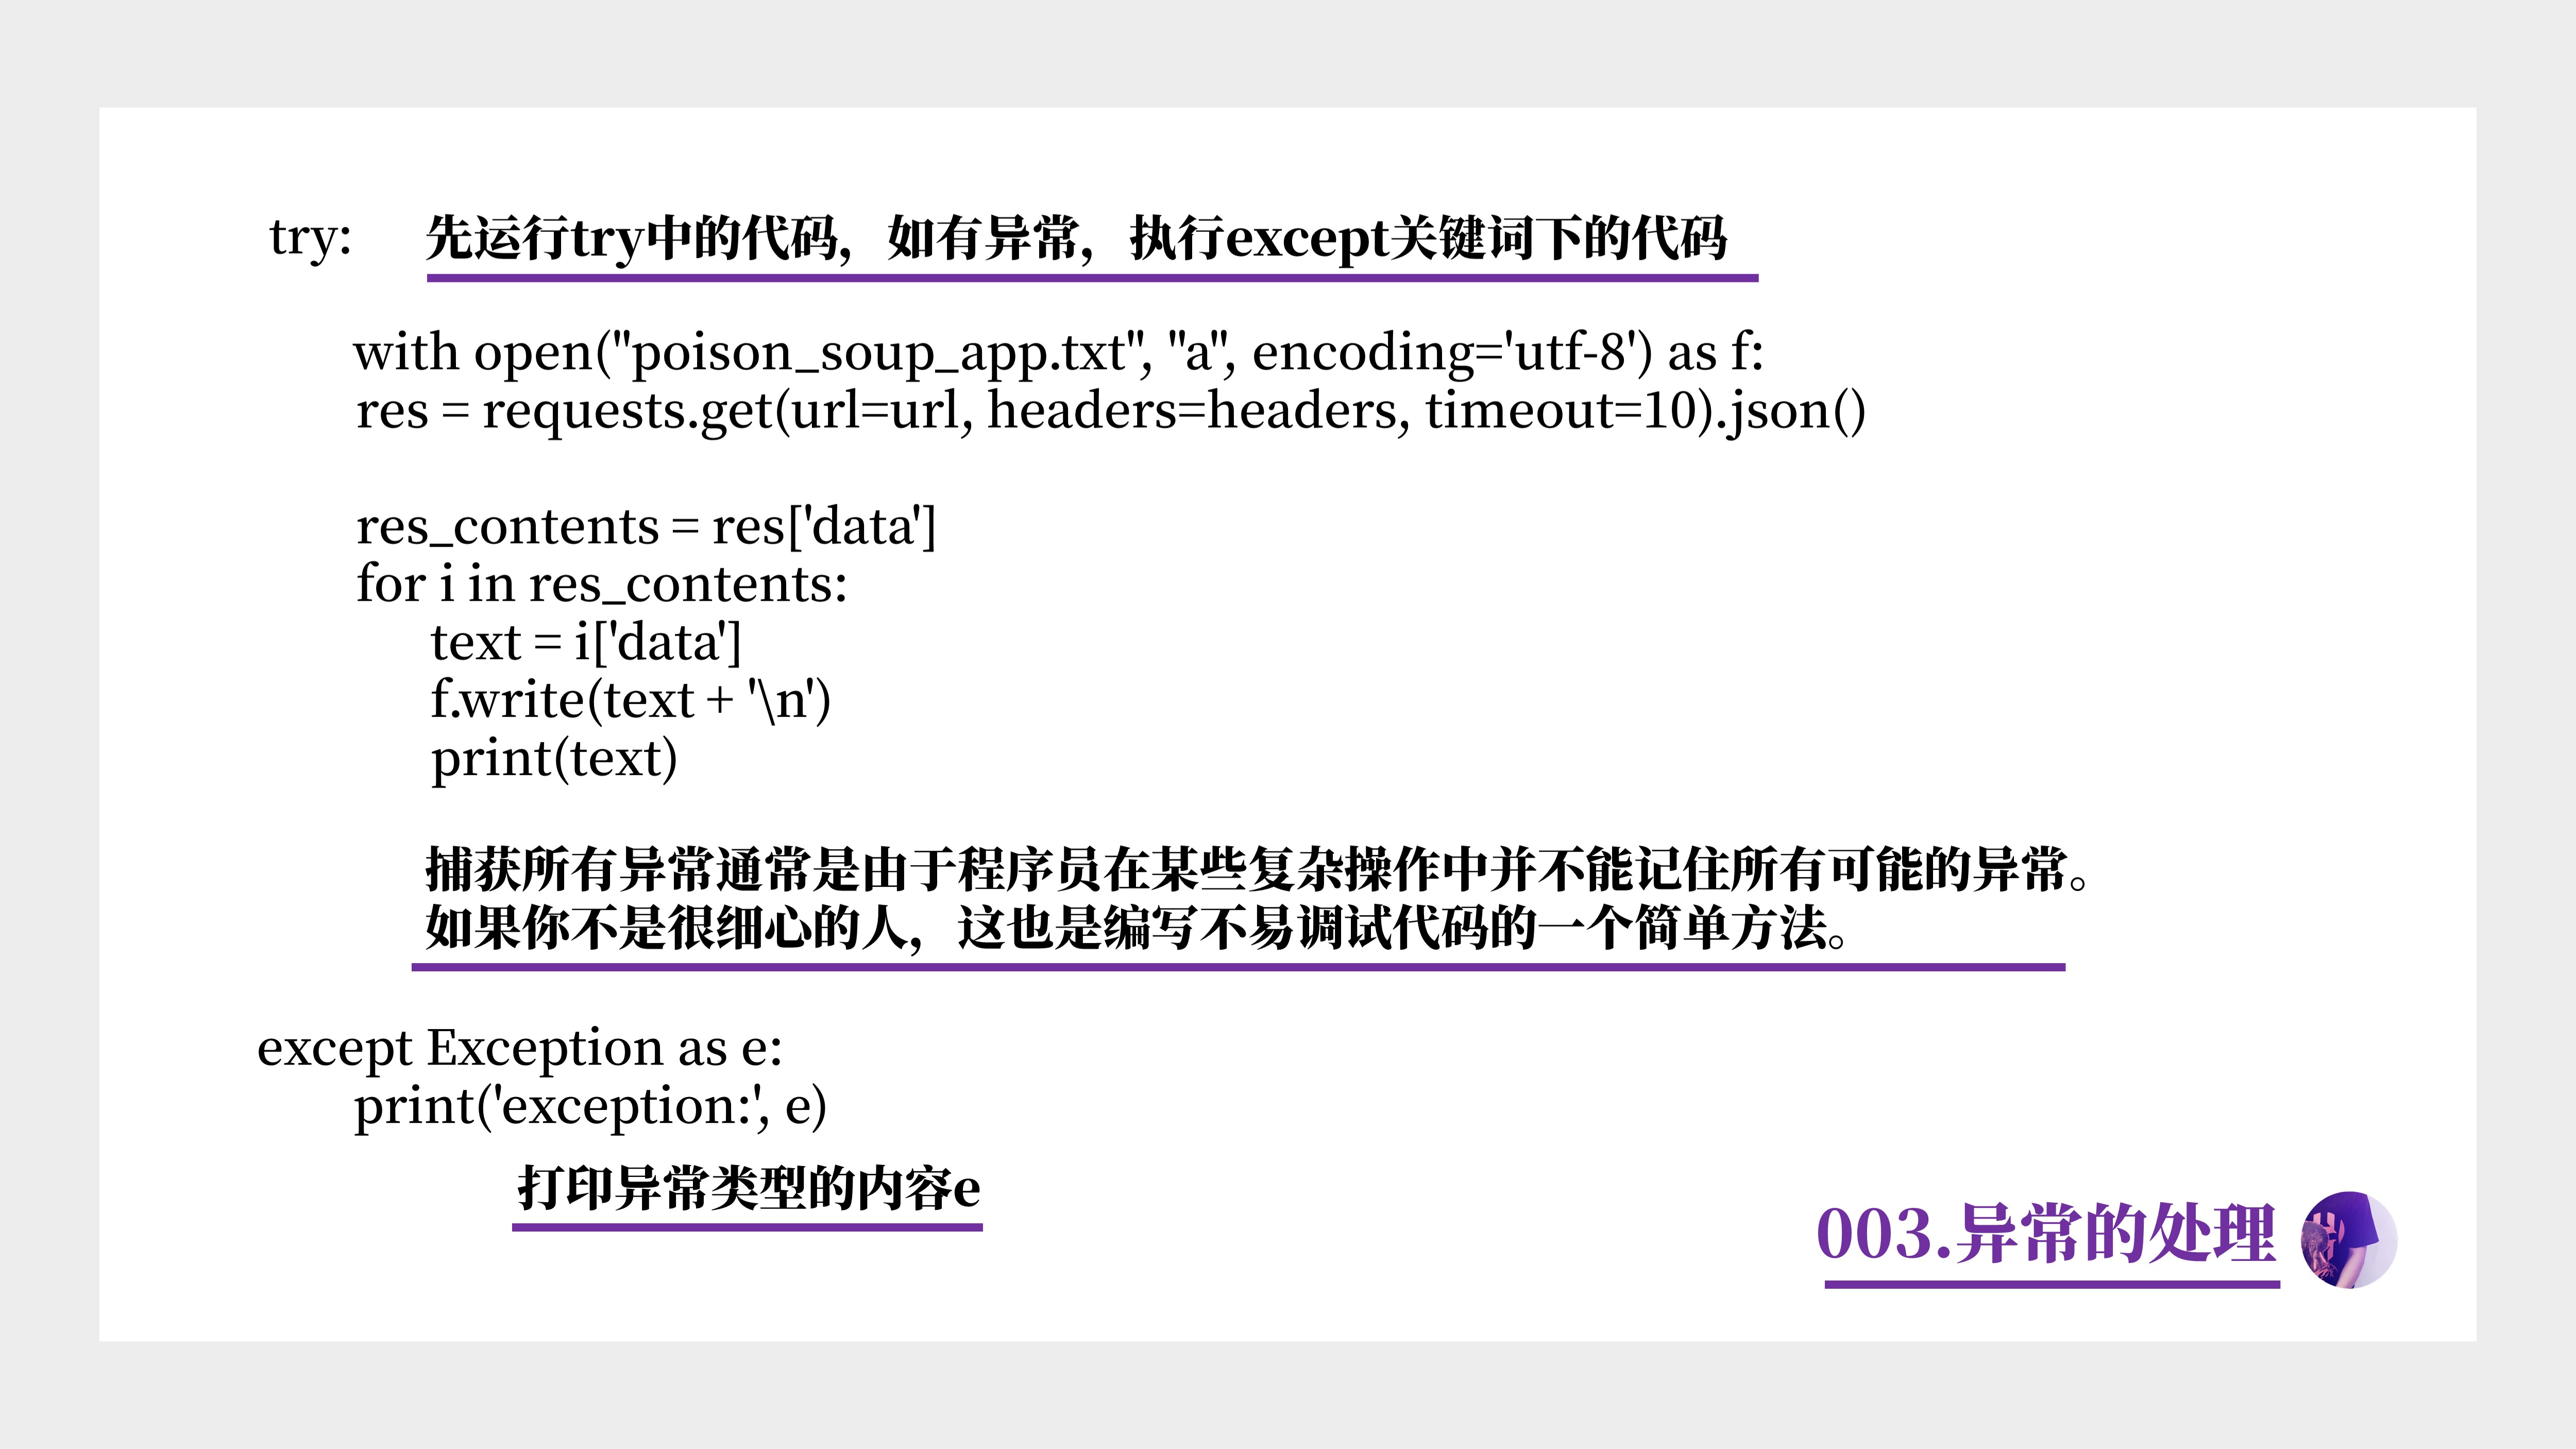 try:    先运行try中的代码，如有异常，执行except关键词下的代码
with open("poison_soup_app.txt", "a", encoding='utf-8') as f:
res = requests.get(url=url, headers=headers, timeout=10).json()
res_contents = res['data']
for i in res_contents:
text = i['data']
f.write(text + '\n')
print(text)
捕获所有异常通常是由于程序员在某些复杂操作中并不能记住所有可能的异常。
如果你不是很细心的人，这也是编写不易调试代码的一个简单方法。
except Exception as e:
print('exception:', e)
打印异常类型的内容e
003.异常的处理